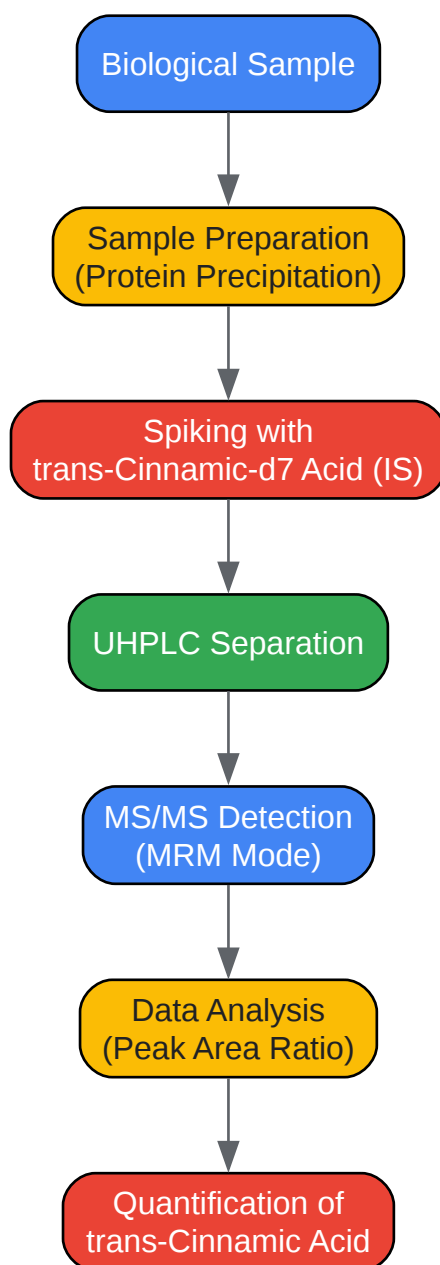 Biological Sample
Sample Preparation
(Protein Precipitation)
Spiking with
trans-Cinnamic-d7 Acid (IS)
UHPLC Separation
MS/MS Detection
(MRM Mode)
Data Analysis
(Peak Area Ratio)
Quantification of
trans-Cinnamic Acid